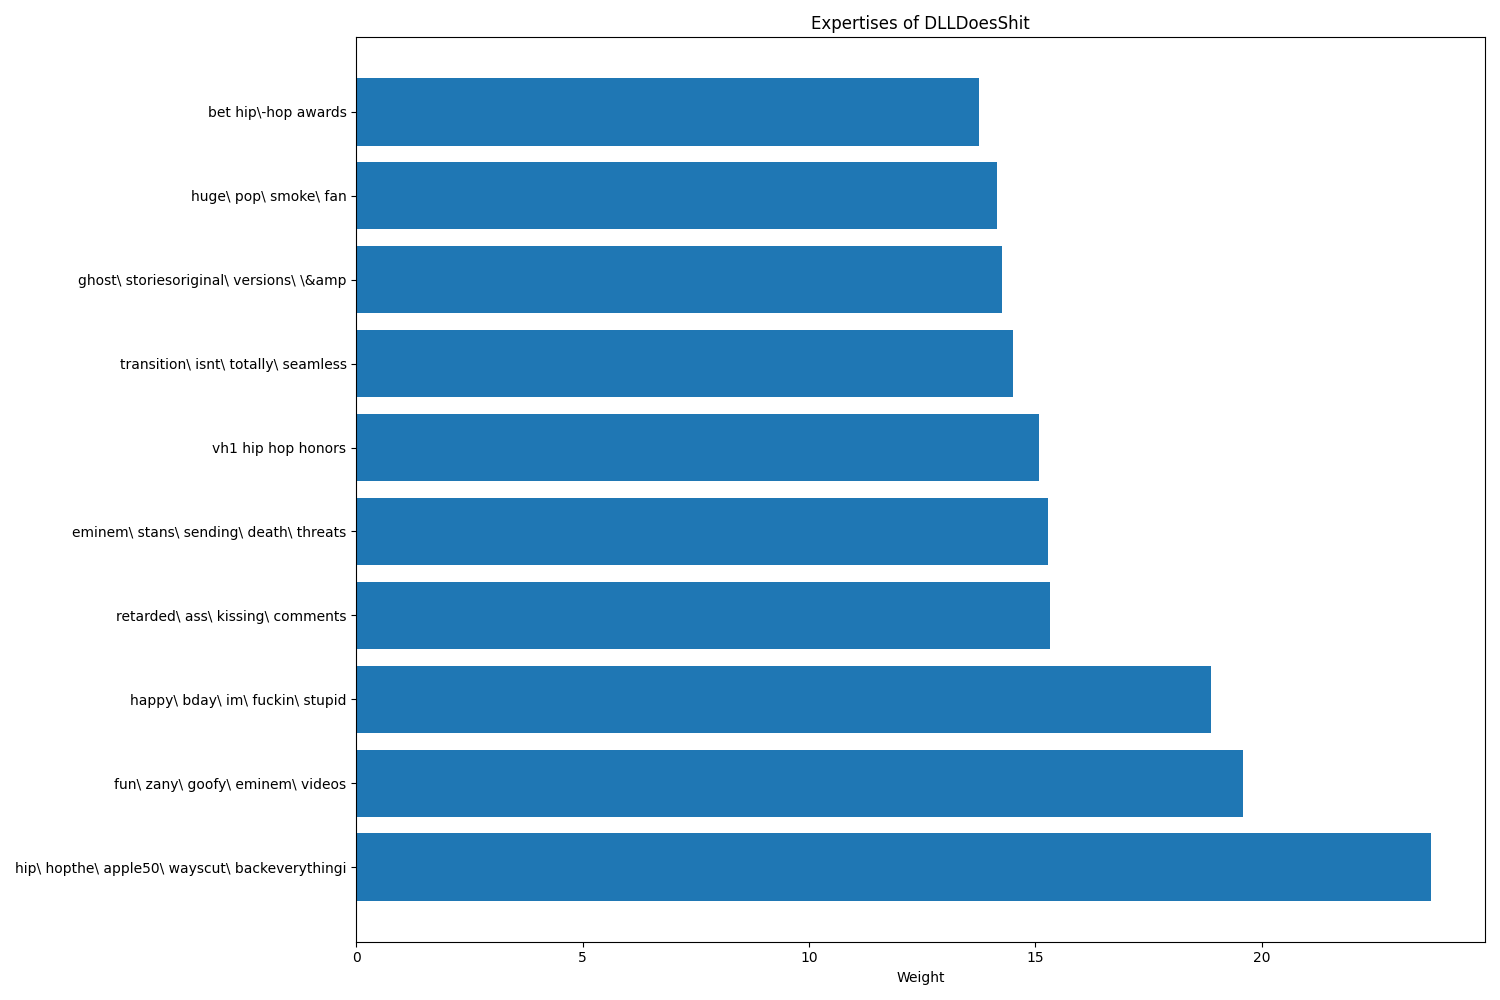 Expertises of DLLDoesShit
bet hip\-hop awards
huge\ pop\ smoke\ fan
ghost\ storiesoriginal\ versions\ \&amp
transition\ isnt\ totally\ seamless
vh1 hip hop honors
eminem\ stans\ sending\ death\ threats
retarded\ ass\ kissing\ comments
happy\ bday\ im\ fuckin\ stupid
fun\ zany\ goofy\ eminem\ videos
hip\ hopthe\ apple50\ wayscut\ backeverythingi
0 5 10 15 20
Weight